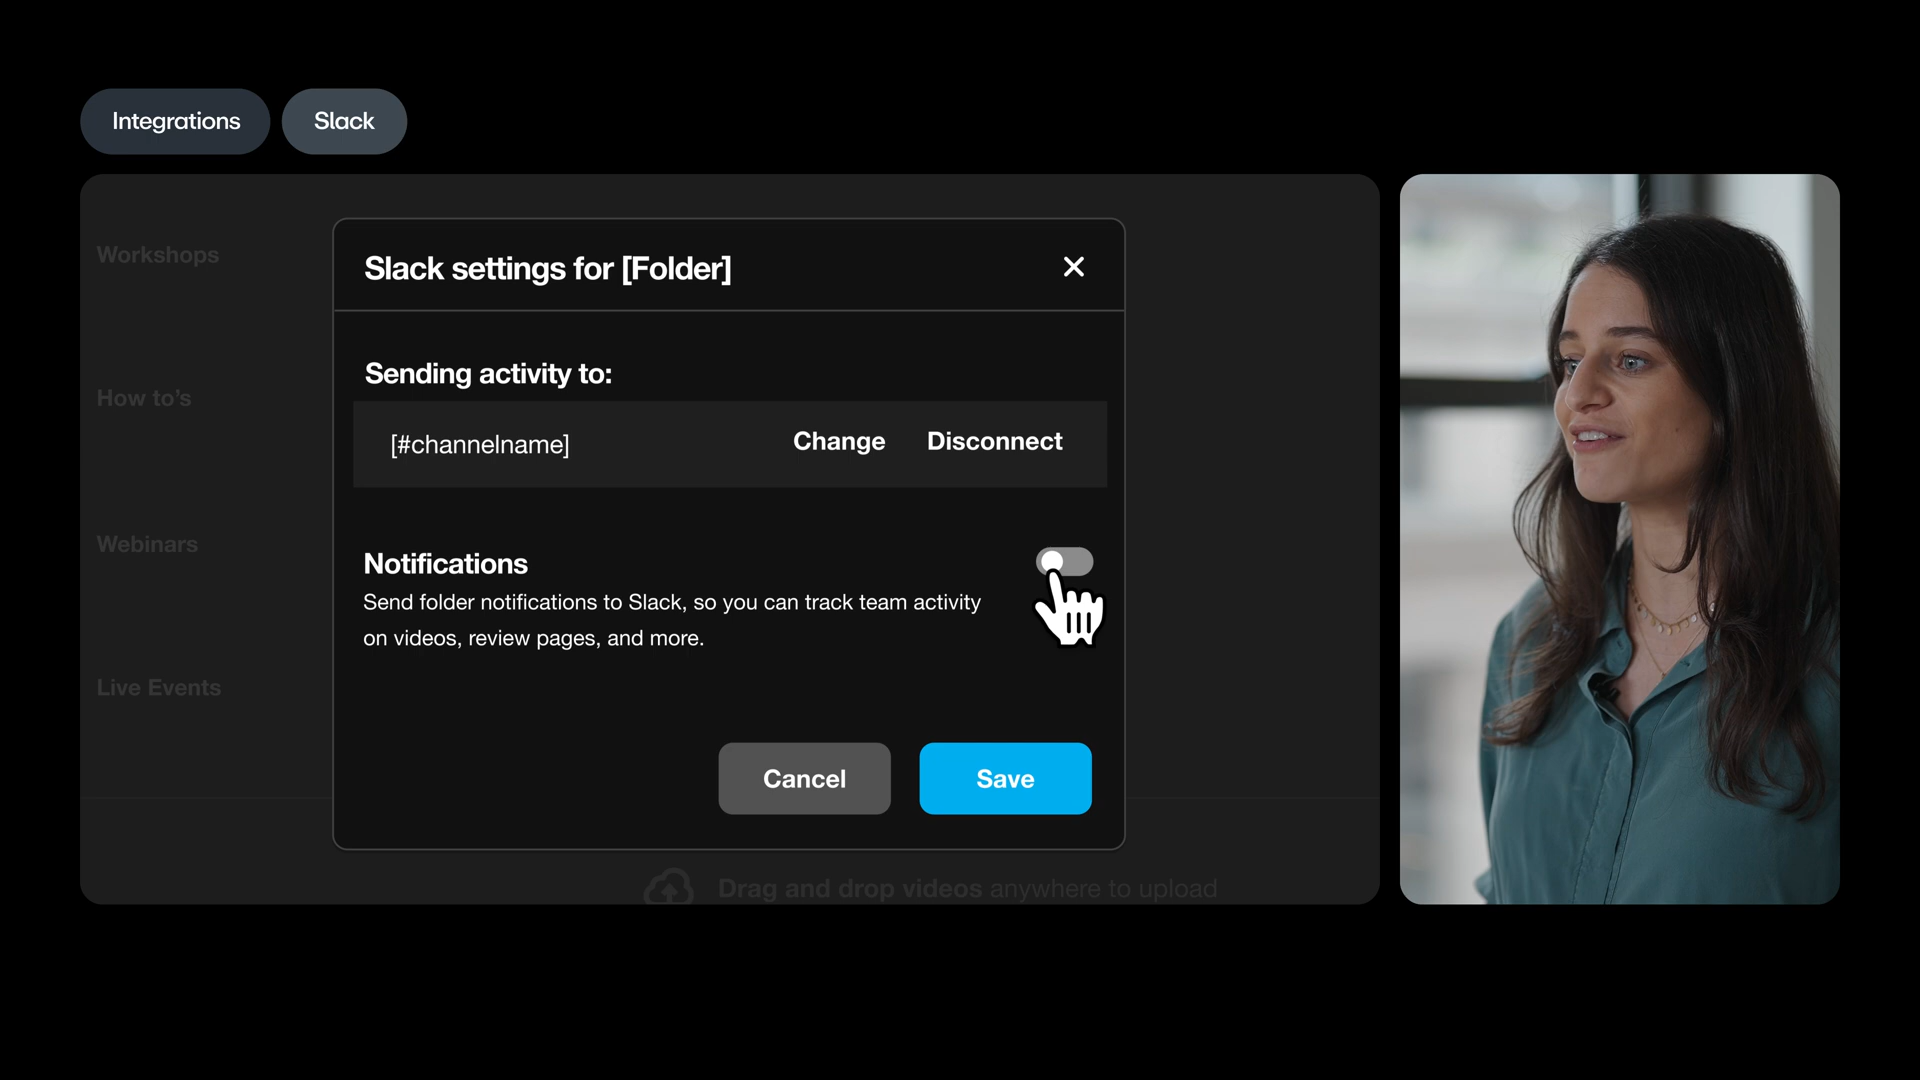 Integrations
Slack
Workshops
How to's
Webinars
Live Events
Slack settings for [Folder]
Sending activity to:
[#channelname]
Change
Disconnect
Notifications
Send folder notifications to Slack, so you can track team activity
on videos, review pages, and more.
Cancel
Save
Drag and drop videos anywhere to upload